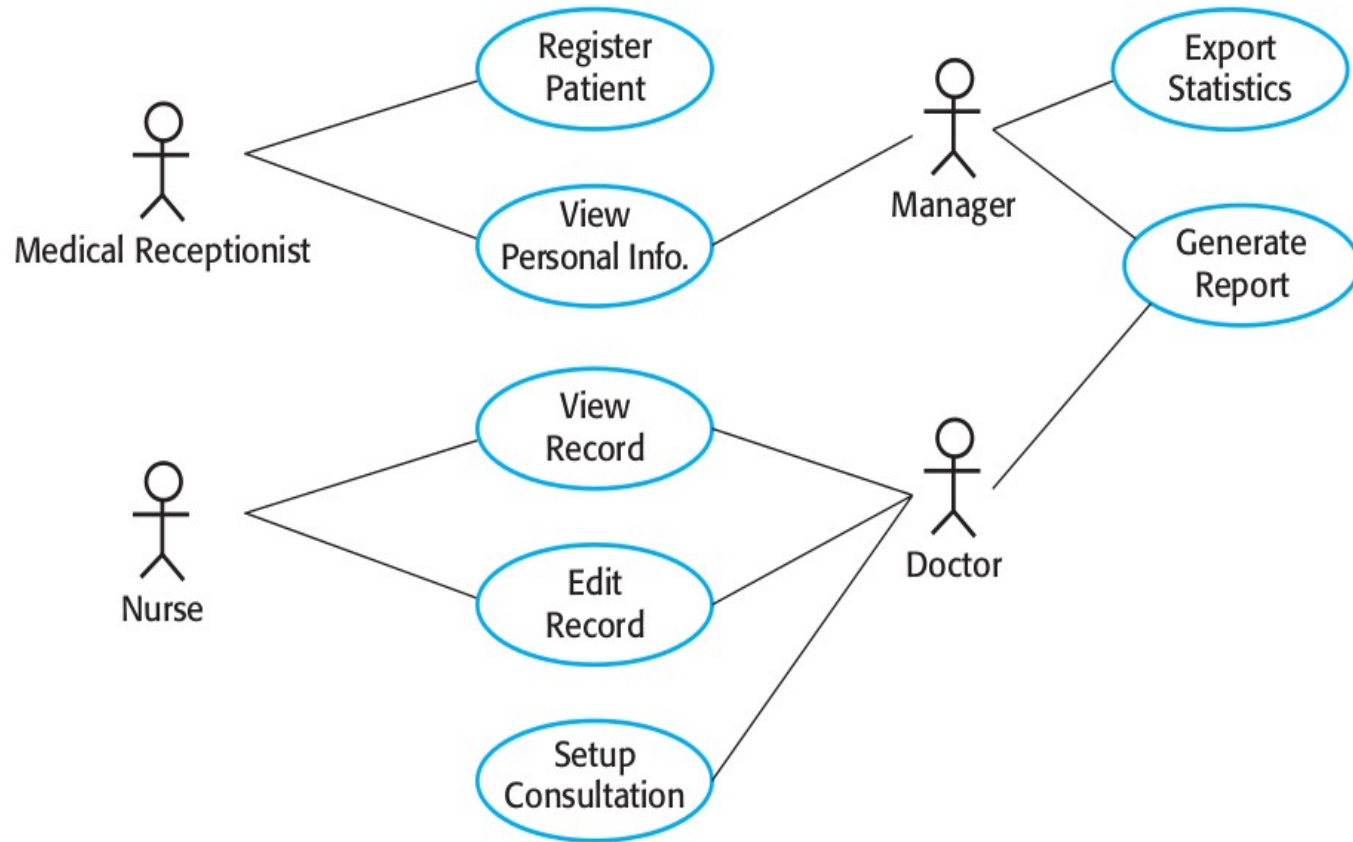 Register
Patient
Export
Statistics
Medical Receptionist
View
Personal Info.
Manager
Generate
Report
View
Record
Nurse
Edit
Record
Doctor
Setup
Consultation